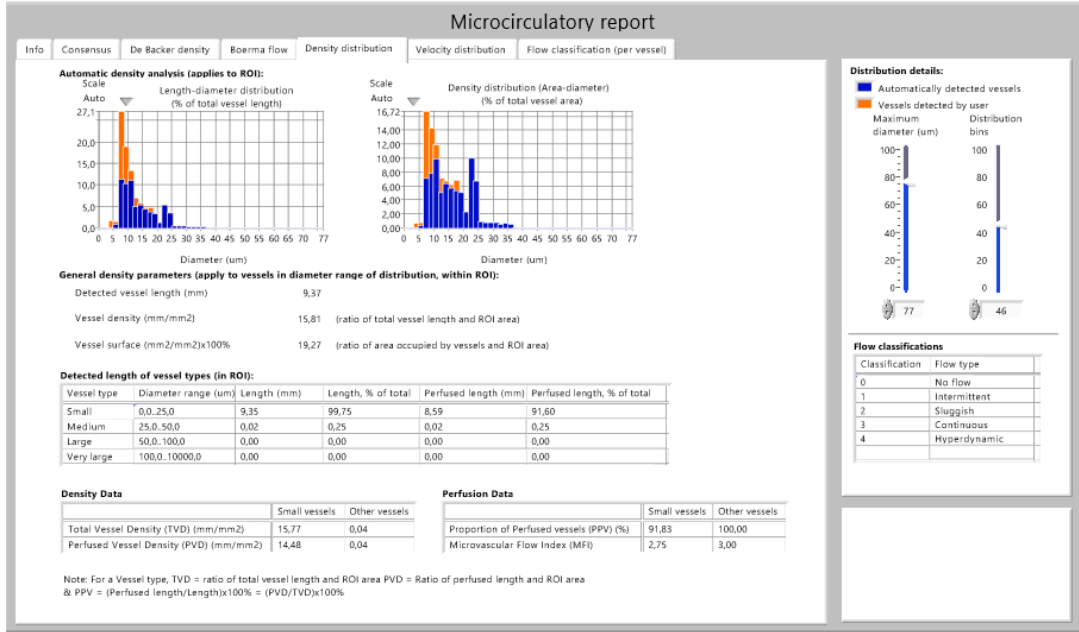 Microcirculatory report
Info Consensus De Backer density Boerma flow Density distribution Velocity distribution Flow classification (per vessel)
Automatic density analysis (applies to ROI):
Scale
Auto
Length-diameter distribution
(% of total vessel length)
27,1
20,0
15,0
10,0
5,0
0,0
0 5 10 15 20 25 30 35 40 45 50 55 60 65 70 77
Diameter (um)
Scale
Auto
Density distribution (Area-diameter)
(% of total vessel area)
16,72
14,00
12,00
10,00
8,00
6,00
4,00
2,00
0,00
0 5 10 15 20 25 30 35 40 45 50 55 60 65 70 77
Diameter (um)
General density parameters (apply to vessels in diameter range of distribution, within ROI):
Detected vessel length (mm) 9,37
Vessel density (mm/mm2) 15,81 (ratio of total vessel length and ROI area)
Vessel surface (mm2/mm2)x100% 19,27 (ratio of area occupied by vessels and ROI area)
Detected length of vessel types (in ROI):
Vessel type Diameter range (um) Length (mm) Length, % of total Perfused length (mm) Perfused length, % of total
Small 0,0..25,0 9,35 99,75 8,59 91,60
Medium 25,0..50,0 0,02 0,25 0,02 0,25
Large 50,0..100,0 0,00 0,00 0,00 0,00
Very large 100,0..10000,0 0,00 0,00 0,00 0,00
Density Data
Small vessels Other vessels
Total Vessel Density (TVD) (mm/mm2) 15,77 0,04
Perfused Vessel Density (PVD) (mm/mm2) 14,48 0,04
Perfusion Data
Small vessels Other vessels
Proportion of Perfused vessels (PPV) (%) 91,83 100,00
Microvascular Flow Index (MFI) 2,75 3,00
Note: For a Vessel type, TVD = ratio of total vessel length and ROI area PVD = Ratio of perfused length and ROI area
& PPV = (Perfused length/Length)x100% = (PVD/TVD)x100%
Distribution details:
Automatically detected vessels
Vessels detected by user
Maximum
diameter (um)
100
80
60
40
20
0
77
Distribution
bins
100
80
60
40
20
0
46
Flow classifications
Classification Flow type
0 No flow
1 Intermittent
2 Sluggish
3 Continuous
4 Hyperdynamic